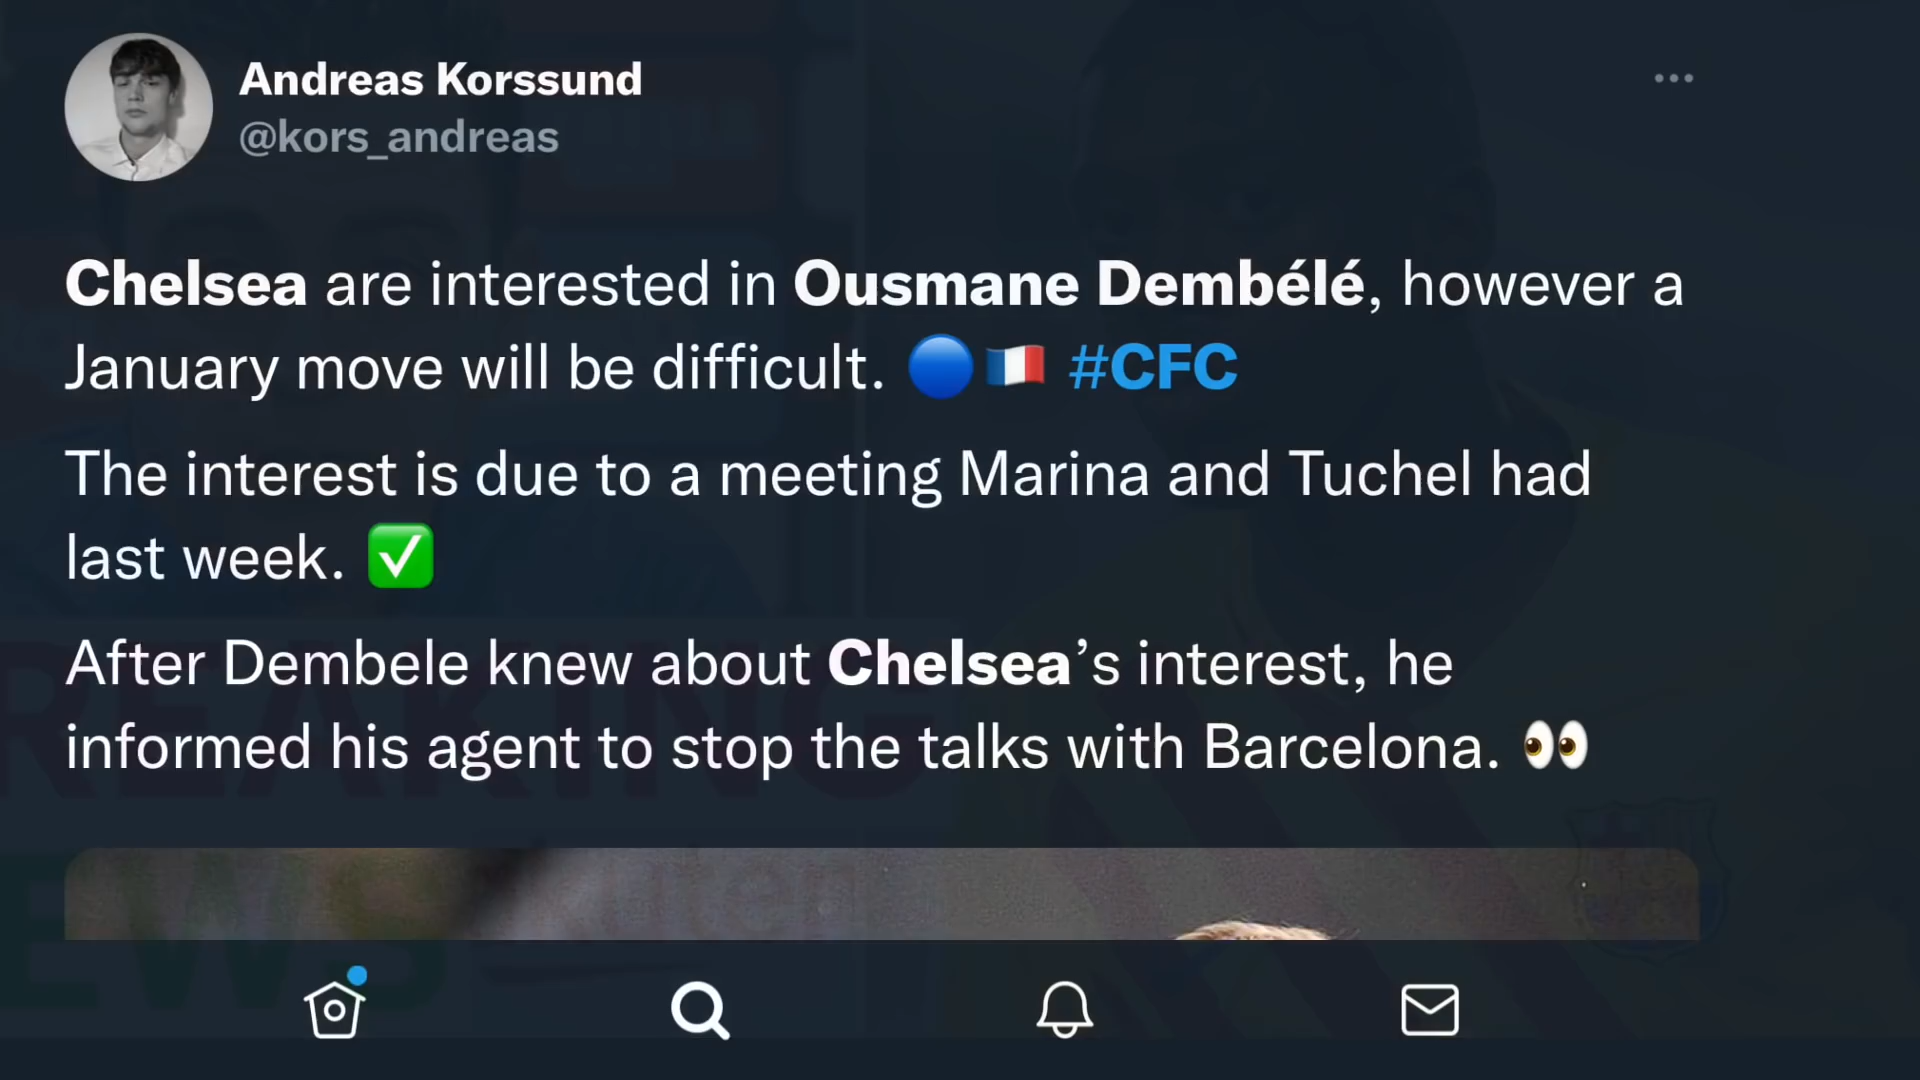 Andreas Korssund
@kors_andreas
Chelsea are interested in Ousmane Dembélé, however a
January move will be difficult. 🔵🇫🇷 #CFC
The interest is due to a meeting Marina and Tuchel had
last week. ✅
After Dembele knew about Chelsea’s interest, he
informed his agent to stop the talks with Barcelona. 👀